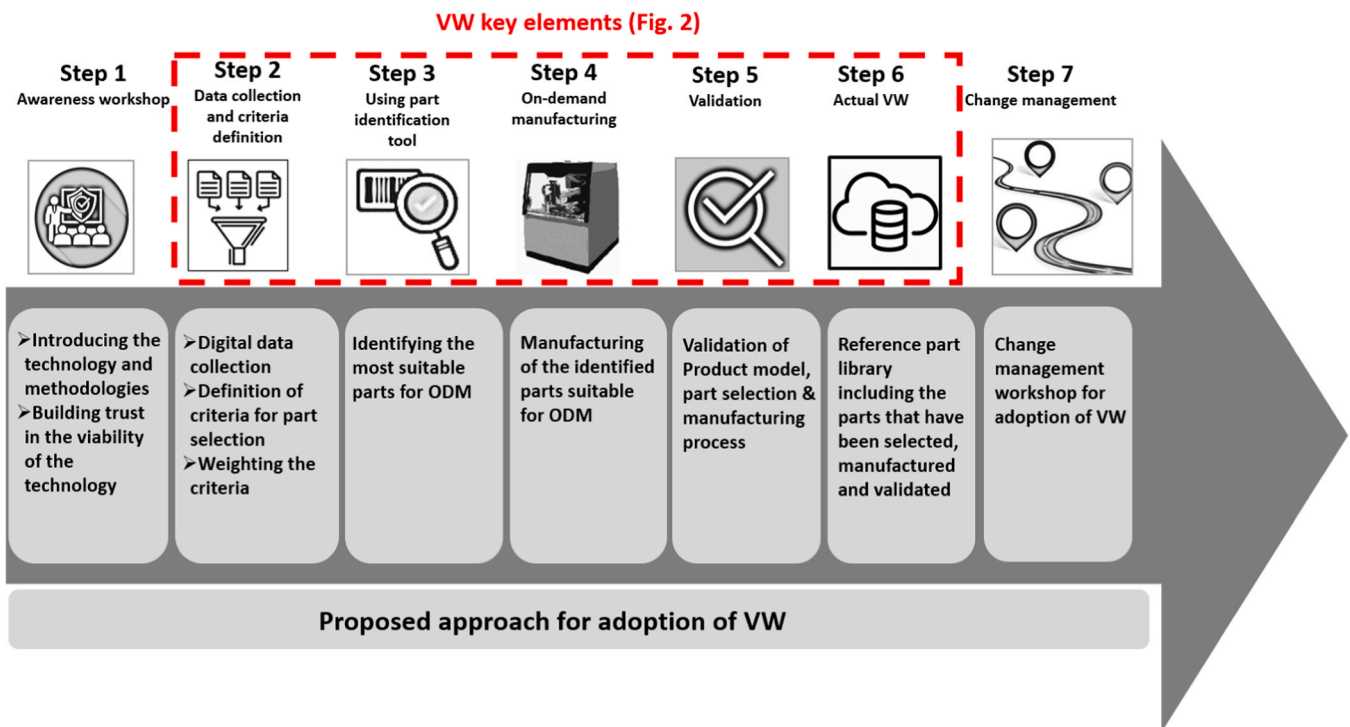 VW key elements (Fig. 2)
Step 1
Awareness workshop
Step 2
Data collection
and criteria
definition
Step 3
Using part
identification
tool
Step 4
On-demand
manufacturing
Step 5
Validation
Step 6
Actual VW
Step 7
Change management
➢Introducing the
technology and
methodologies
➢Building trust
in the viability
of the
technology
➢Digital data
collection
➢Definition of
criteria for part
selection
➢Weighting the
criteria
Identifying the
most suitable
parts for ODM
Manufacturing
of the identified
parts suitable
for ODM
Validation of
Product model,
part selection &
manufacturing
process
Reference part
library
including the
parts that have
been selected,
manufactured
and validated
Change
management
workshop for
adoption of VW
Proposed approach for adoption of VW